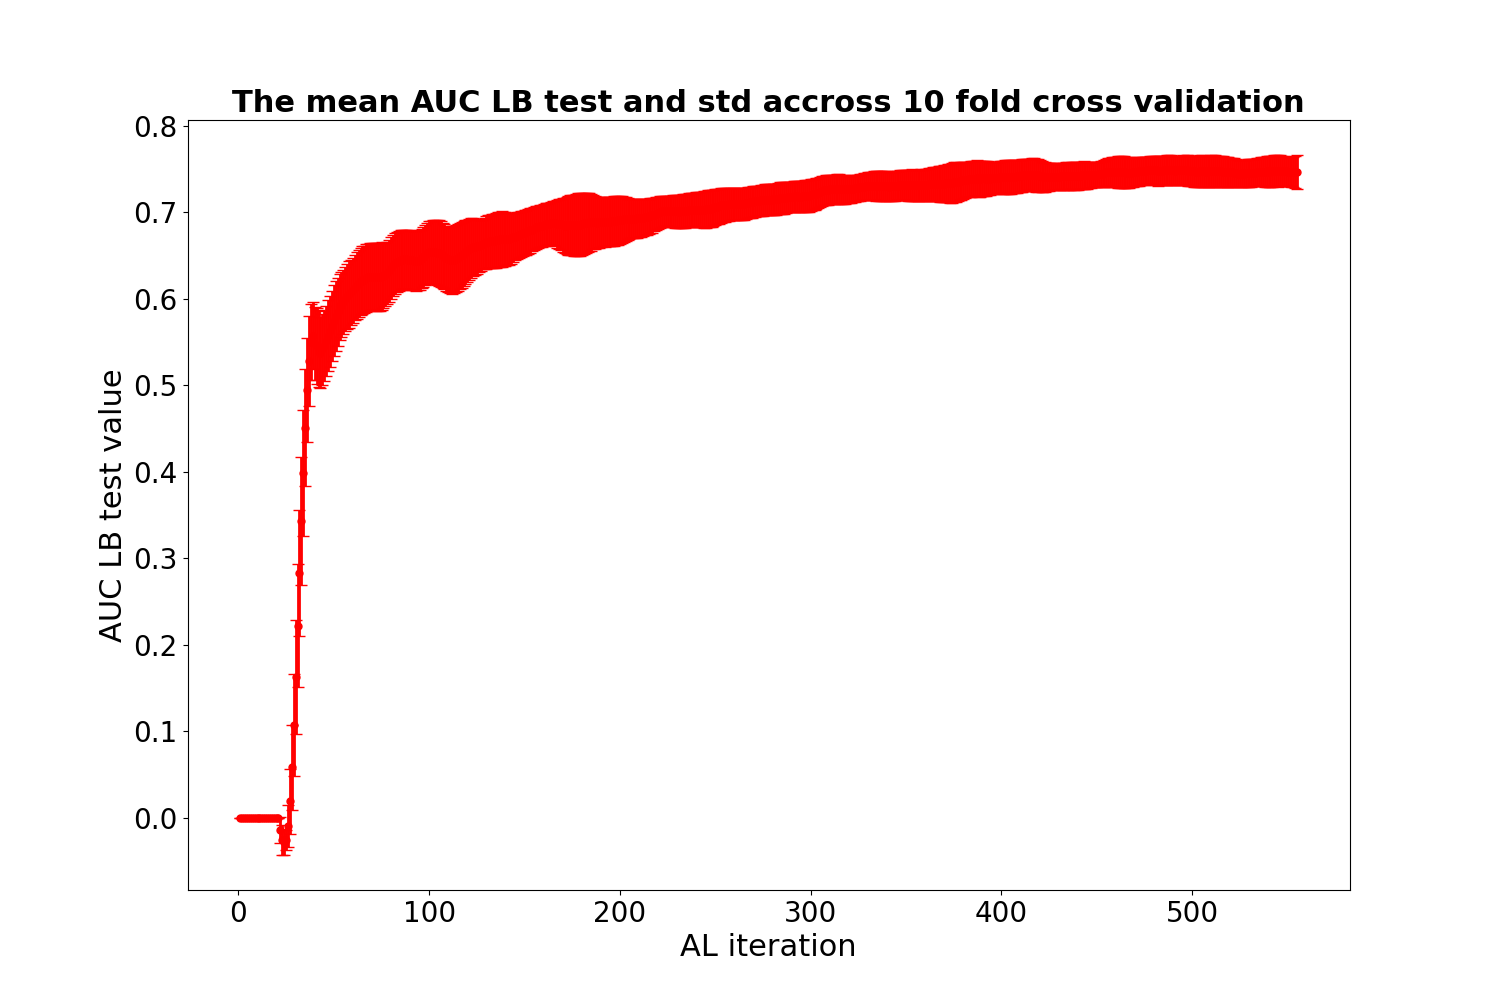 The mean AUC LB test and std accross 10 fold cross validation
0.8
0.7
0.6
0.5
0.4
0.3
0.2
0.1
0.0
AUC LB test value
0 100 200 300 400 500
AL iteration